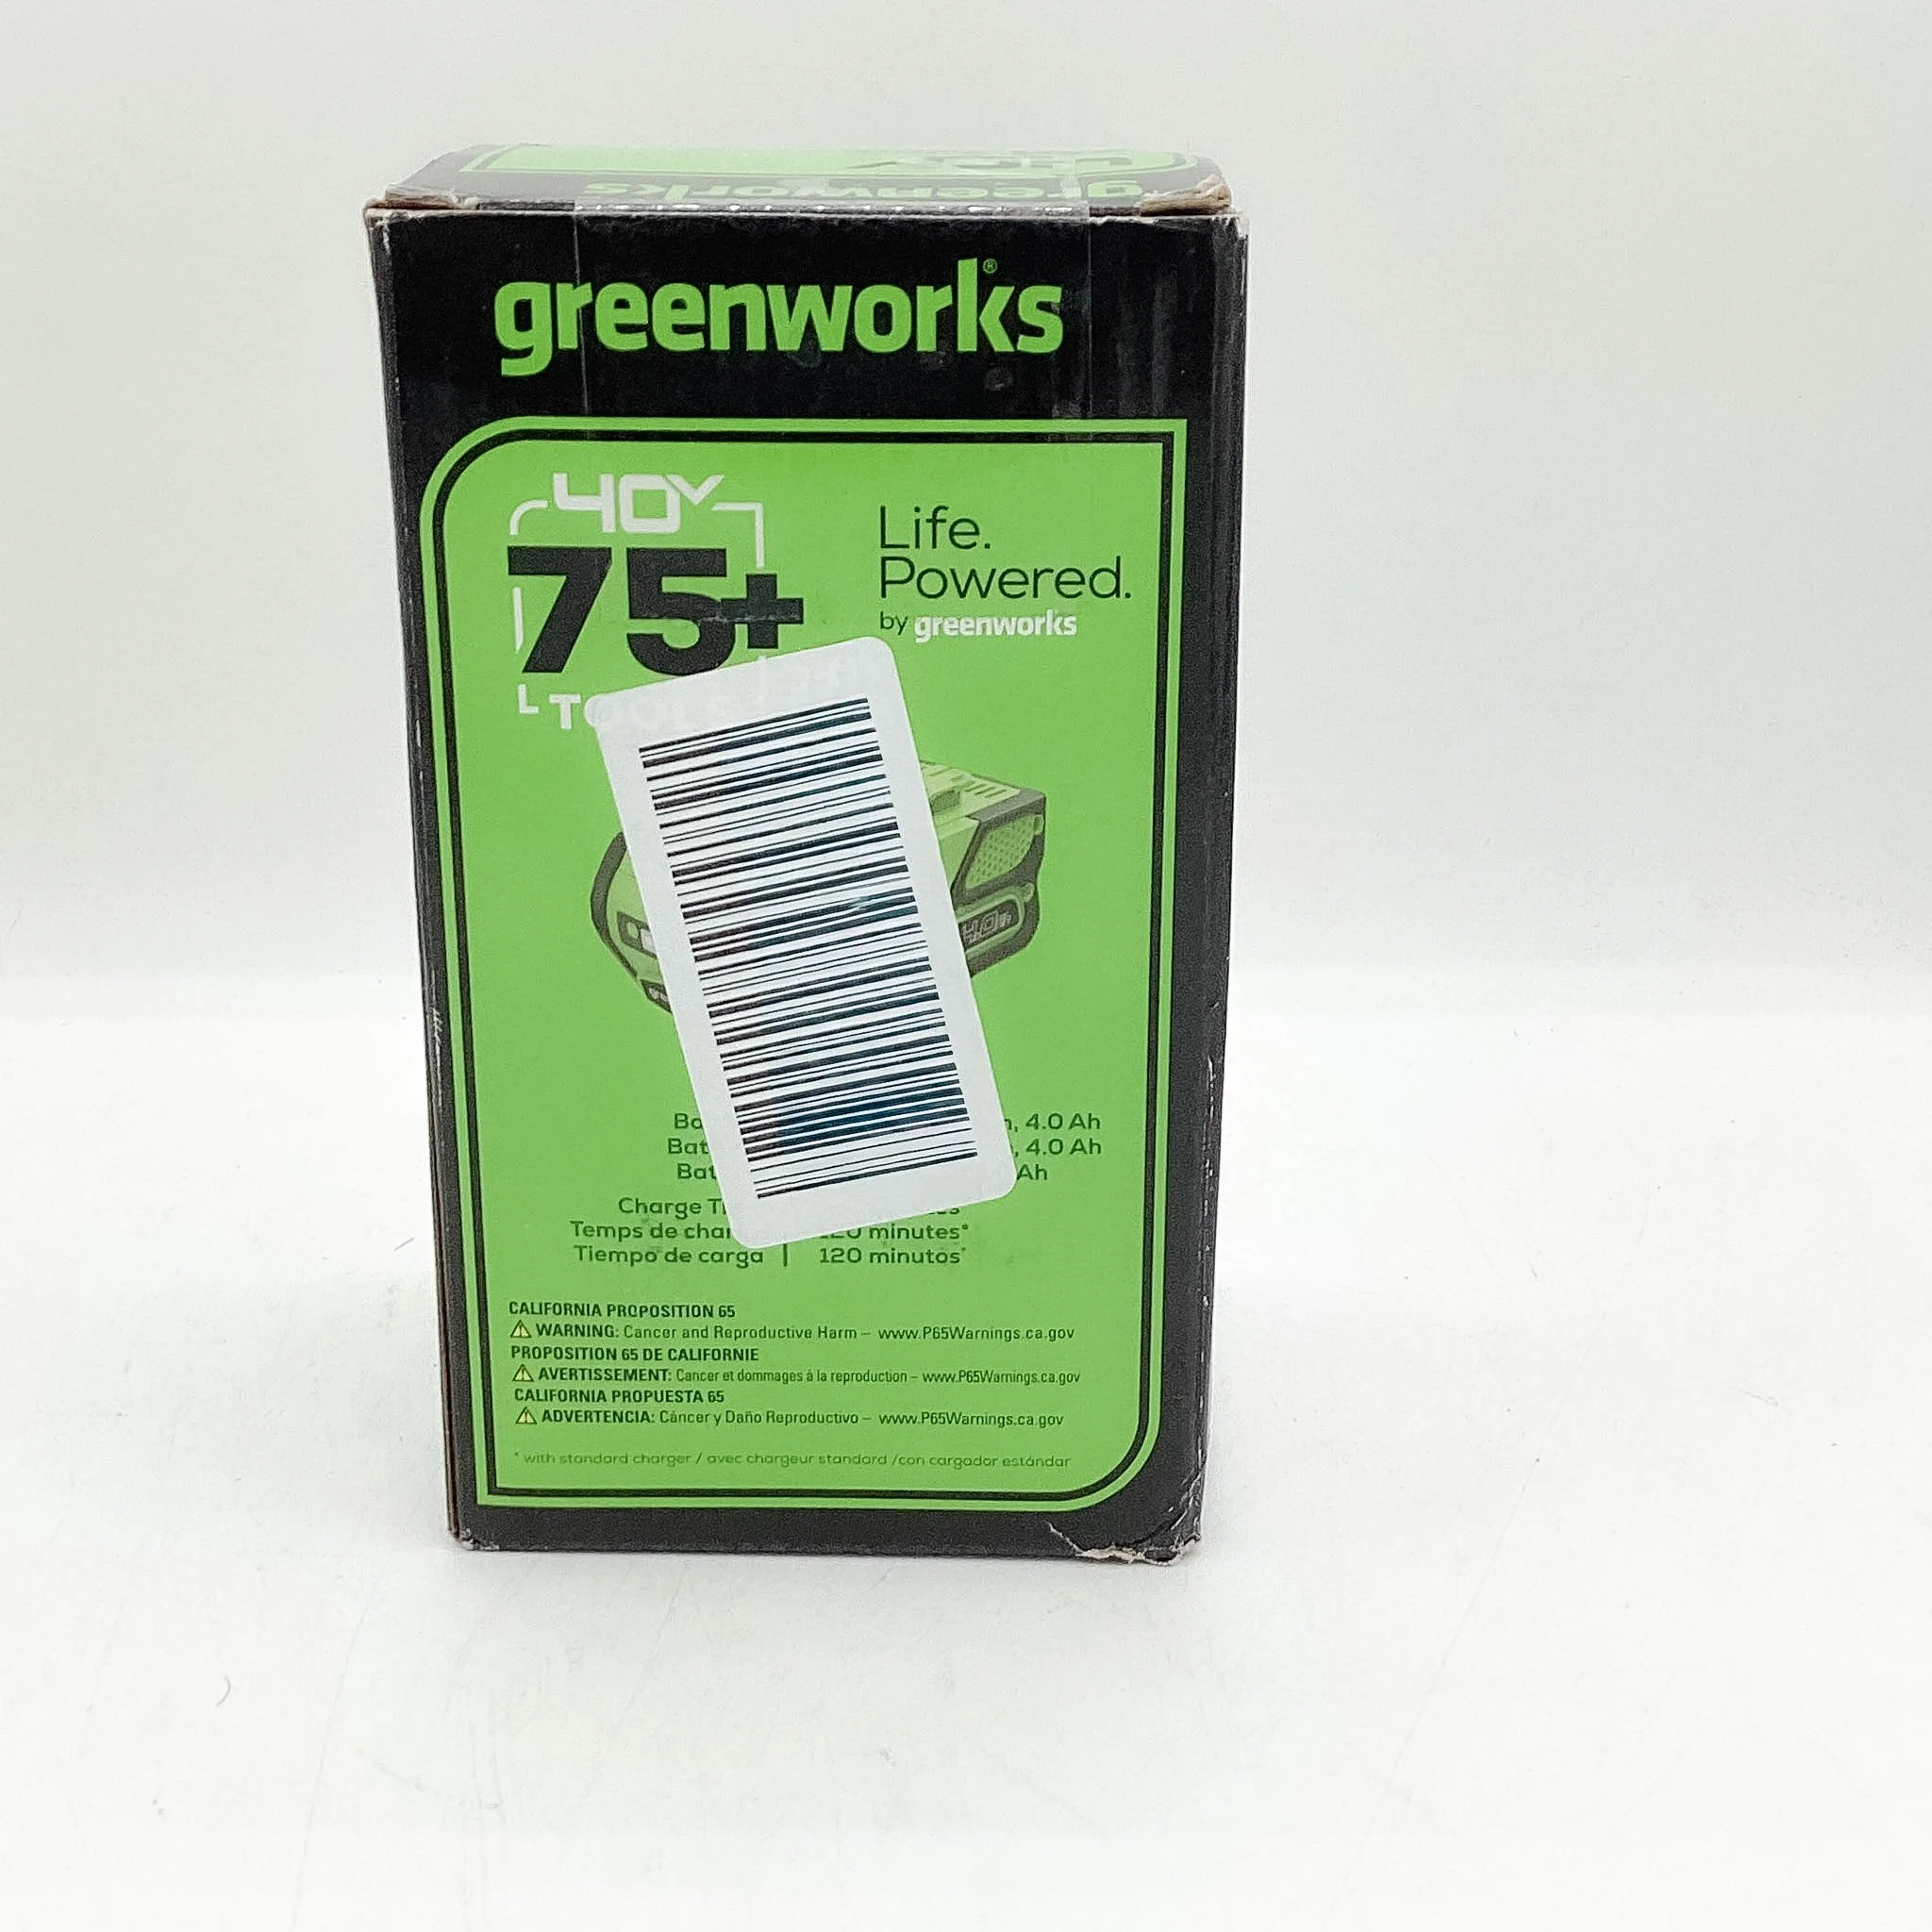 greenworks®
40V
75+
Life.
Powered.
by greenworks
4.0
, 4.0 Ah
, 4.0 Ah
Ah
Charge
Temps de
minutes*
Tiempo de carga | 120 minutos*
CALIFORNIA PROPOSITION 65
⚠ WARNING: Cancer and Reproductive Harm – www.P65Warnings.ca.gov
PROPOSITION 65 DE CALIFORNIE
⚠ AVERTISSEMENT: Cancer et dommages à la reproduction – www.P65Warnings.ca.gov
CALIFORNIA PROPUESTA 65
⚠ ADVERTENCIA: Cáncer y Daño Reproductivo – www.P65Warnings.ca.gov
* with standard charger / avec chargeur standard /con cargador estándar